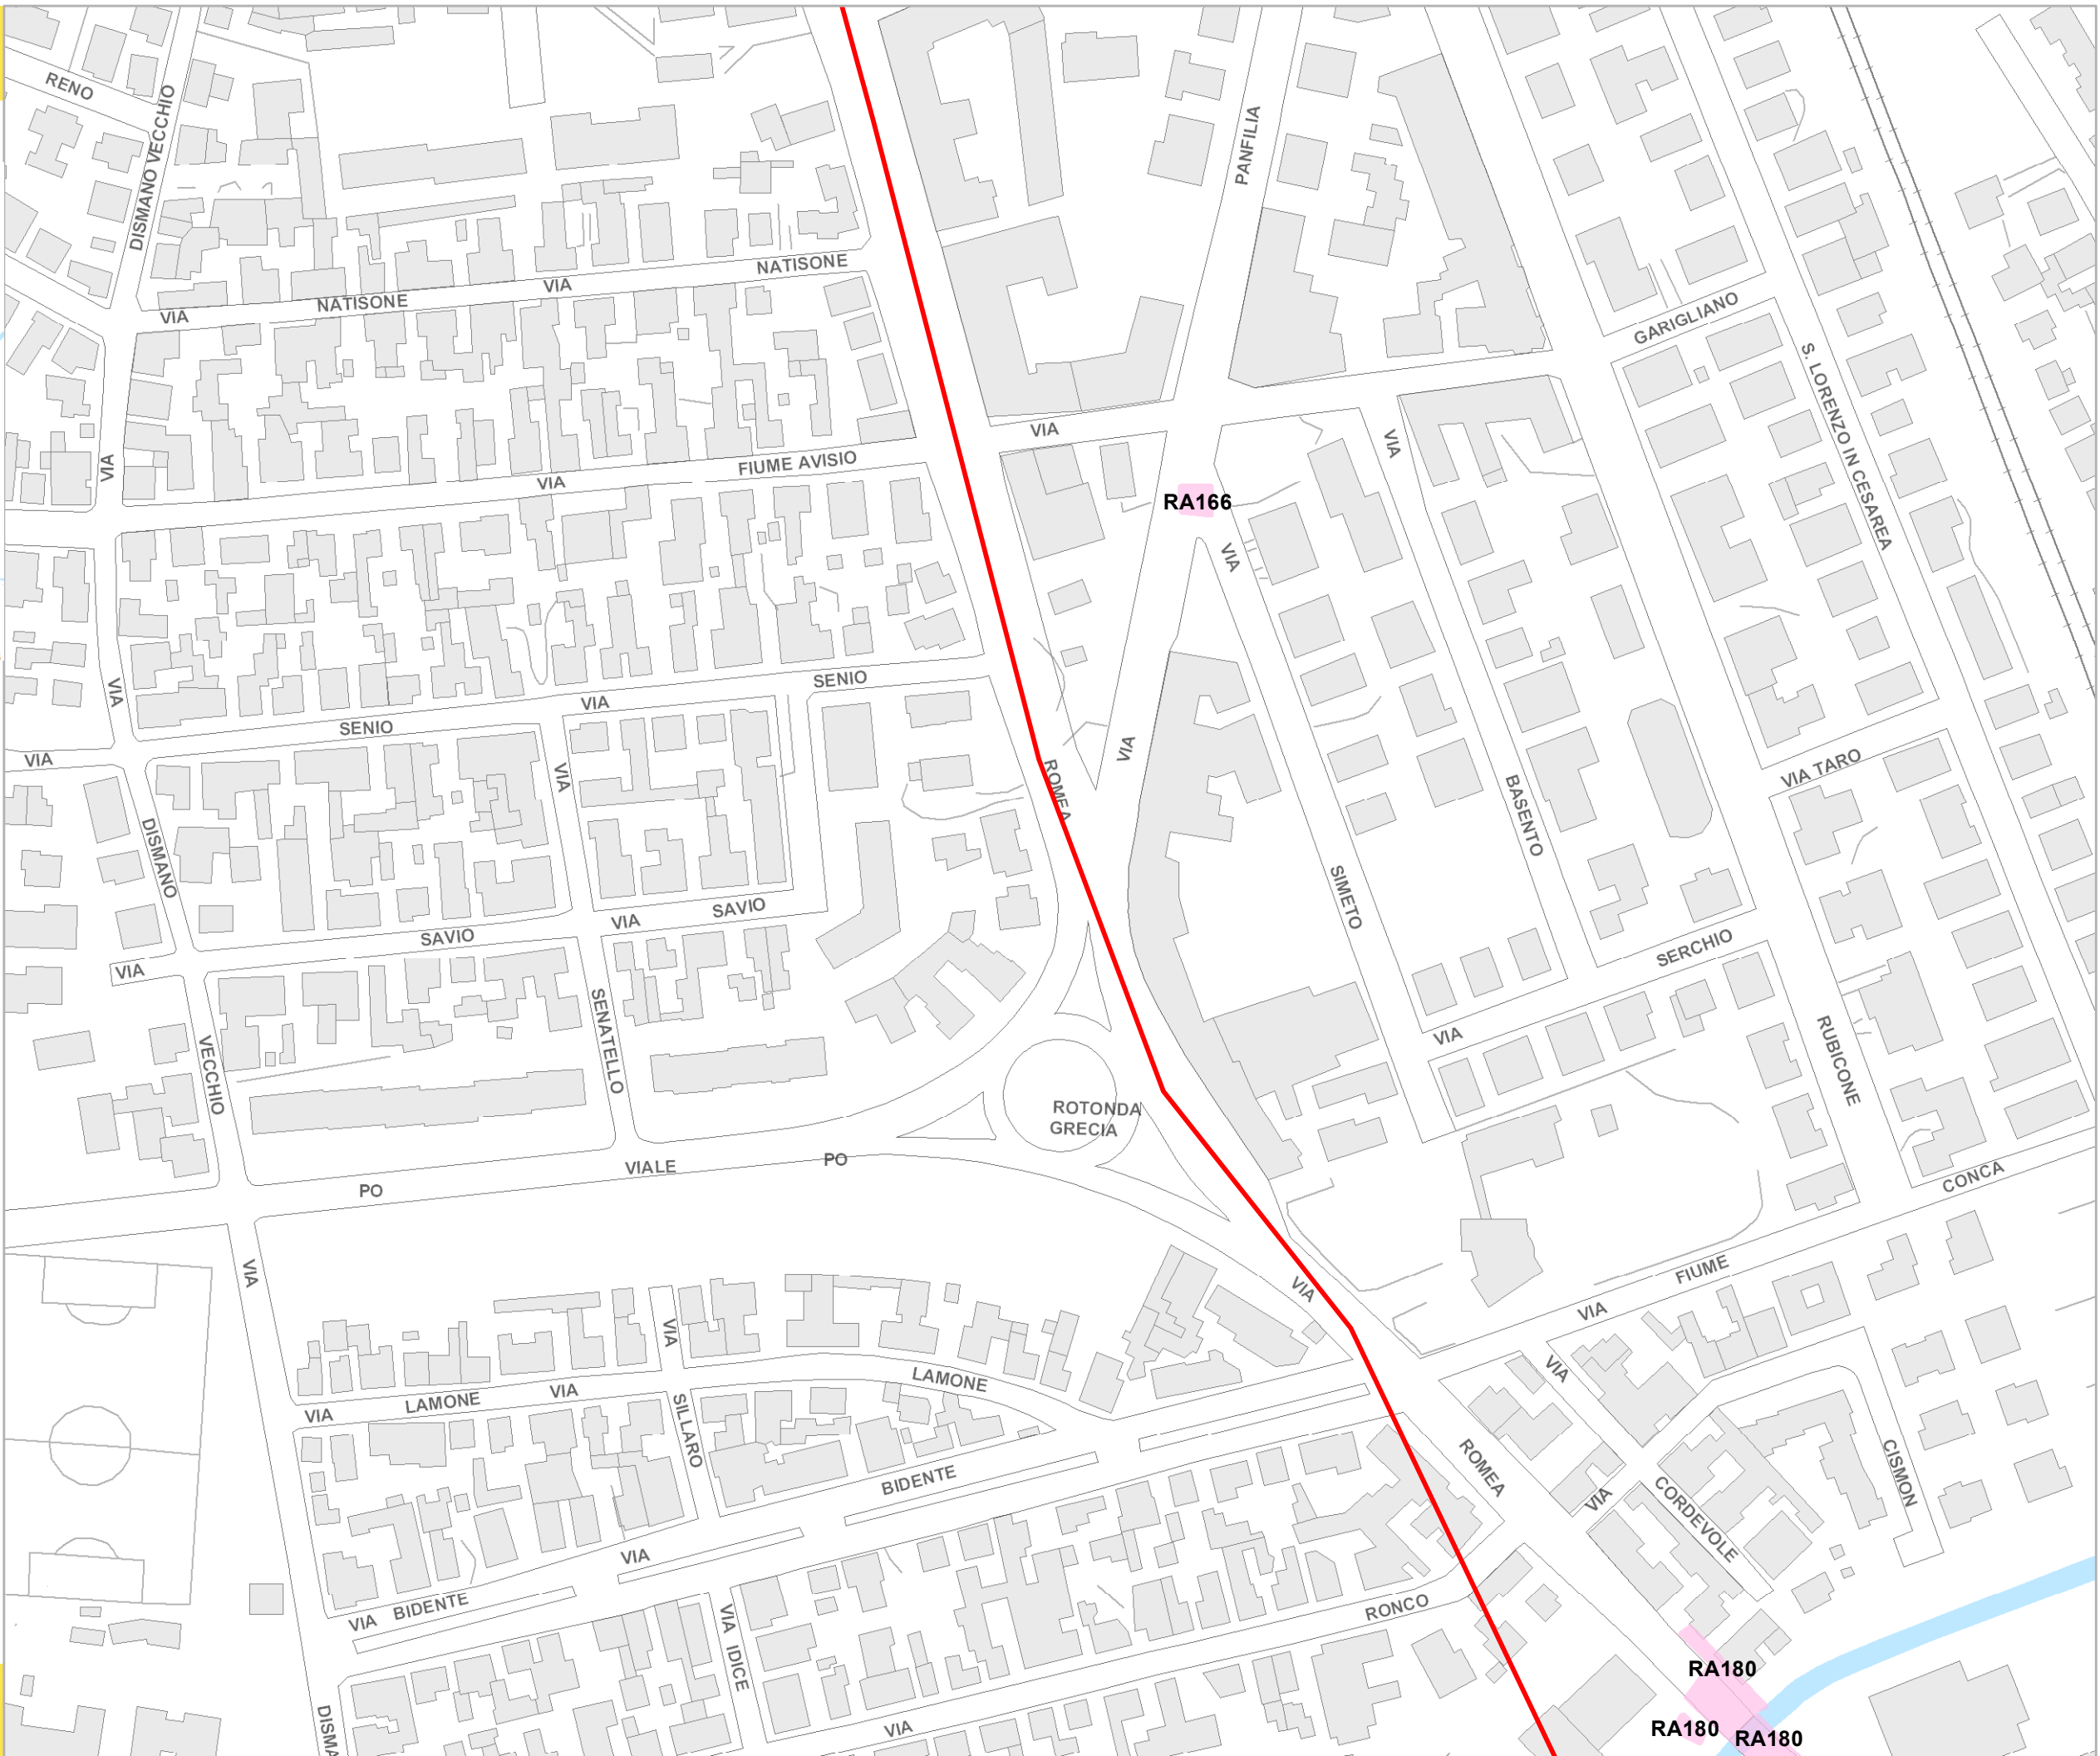 RENO
DISMANO VECCHIO
PANFILIA
NATISONE
VIA
NATISONE
VIA
GARIGLIANO
S. LORENZO IN CESAREA
VIA
VIA
FIUME AVISIO
VIA
VIA
VIA
RA166
VIA
VIA
SENIO
VIA
SENIO
VIA
VIA
VIA
ROMEA
VIA TARO
BASENTO
DISMANO
SIMETO
SAVIO
VIA
SAVIO
SERCHIO
VIA
SENATELLO
VIA
RUBICONE
VECCHIO
ROTONDA
GRECIA
VIALE
PO
PO
CONCA
FIUME
VIA
VIA
VIA
VIA
VIA
LAMONE
VIA
LAMONE
VIA
SILLARO
ROMEA
CISMON
BIDENTE
VIA
CORDEVOLE
VIA
VIA
BIDENTE
VIA
IDICE
RONCO
RA180
DISMA
VIA
RA180
RA180